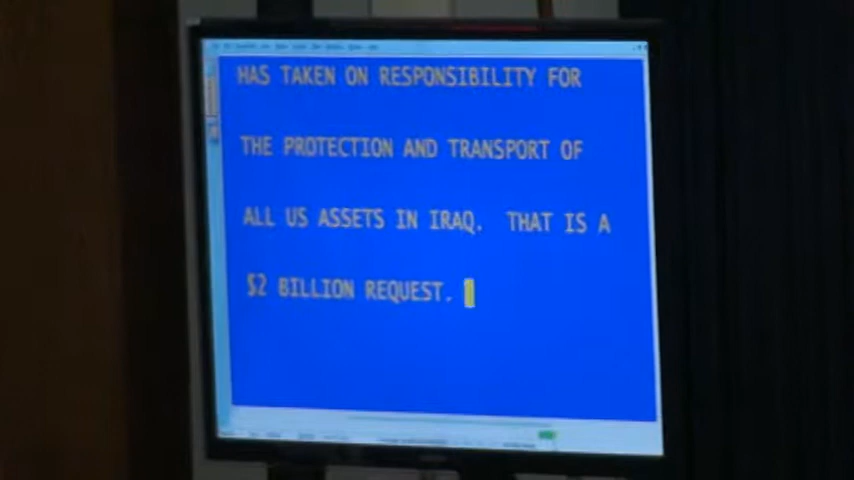 HAS TAKEN ON RESPONSIBILITY FOR
THE PROTECTION AND TRANSPORT OF
ALL US ASSETS IN IRAQ. THAT IS A
$2 BILLION REQUEST.